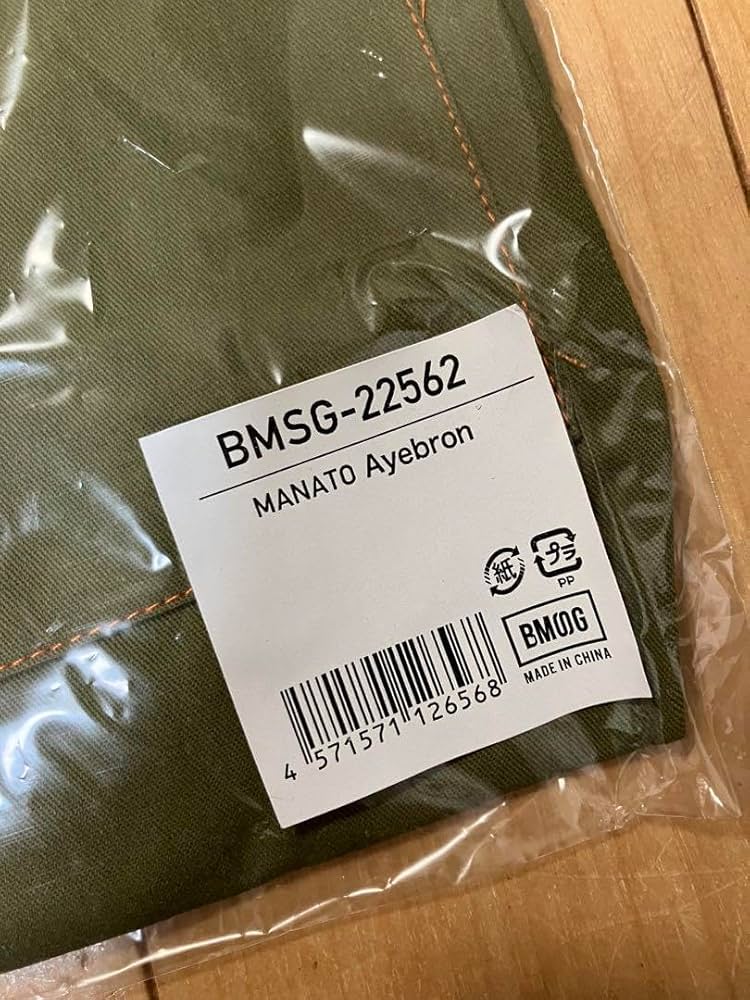 BMSG-22562
MANATO Ayebron
紙 プラ
PP
BMSG
MADE IN CHINA
4 571571 126568